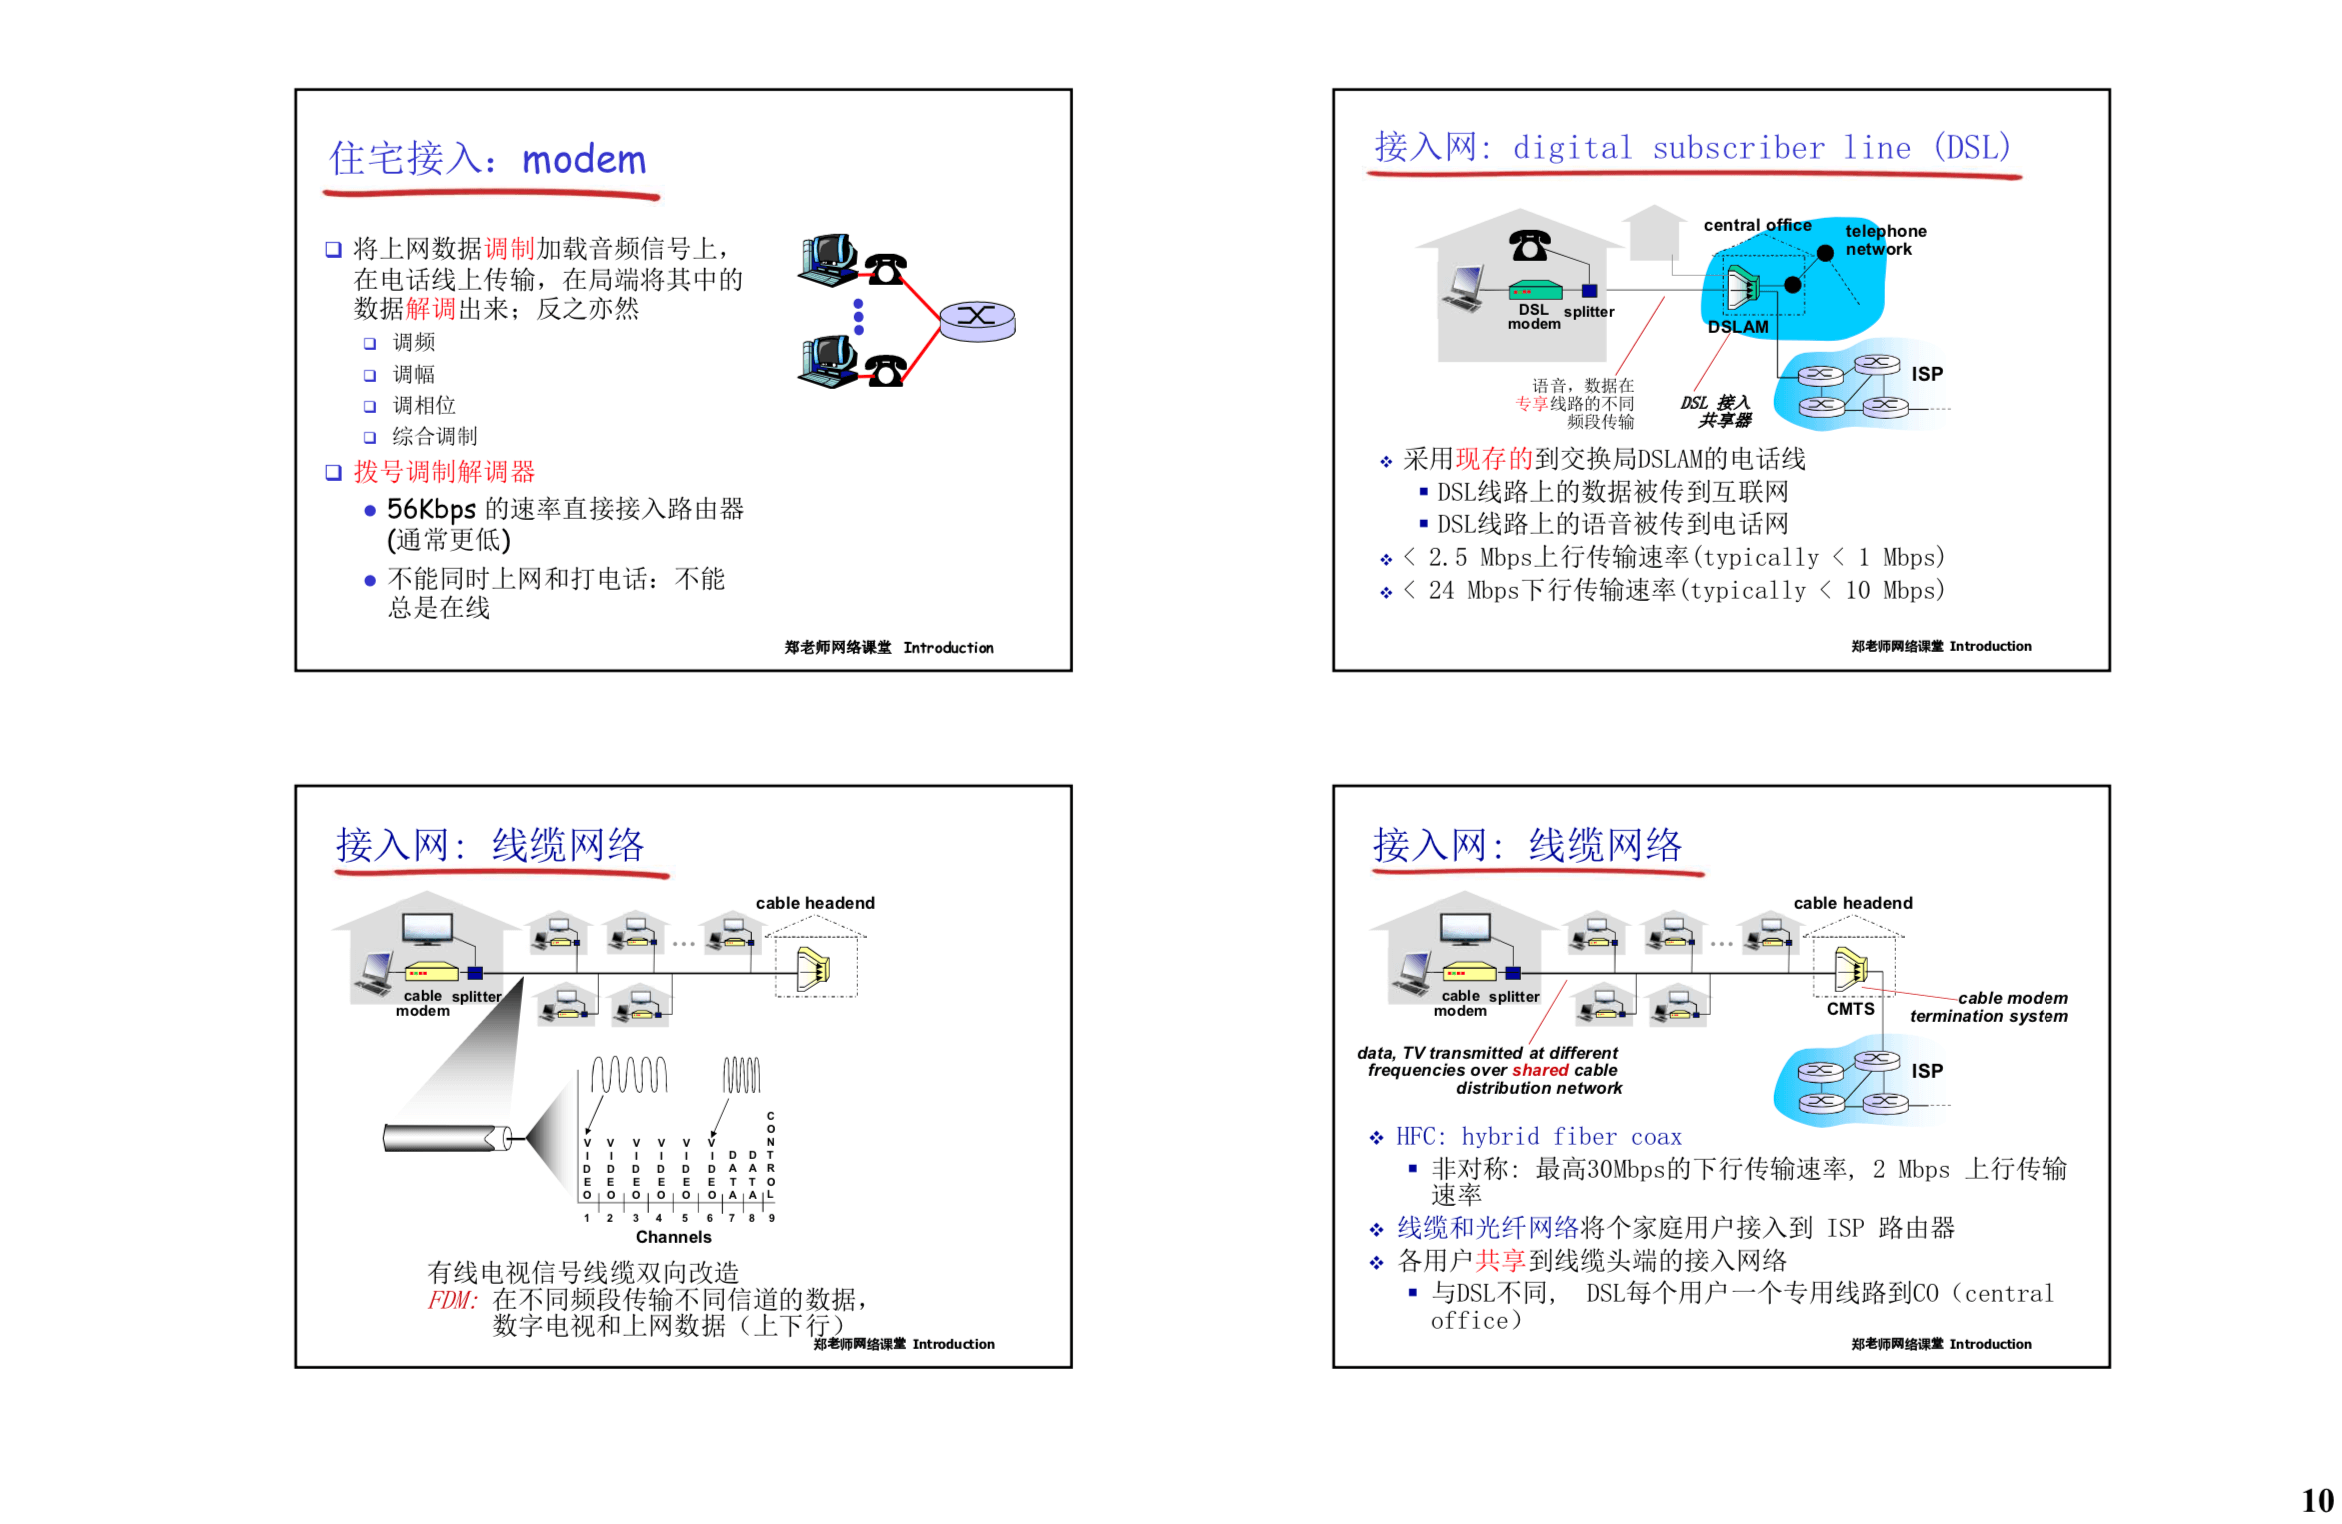 住宅接入：modem
将上网数据调制加载音频信号上，
在电话线上传输，在局端将其中的
数据解调出来；反之亦然
调频
调幅
调相位
综合调制
拨号调制解调器
56Kbps 的速率直接接入路由器
(通常更低)
不能同时上网和打电话：不能
总是在线
郑老师网络课堂 Introduction
接入网: digital subscriber line (DSL)
central office
telephone
network
DSL
modem
splitter
DSLAM
ISP
语音，数据在
专享线路的不同
频段传输
DSL 接入
共享器
采用现存的到交换局DSLAM的电话线
DSL线路上的数据被传到互联网
DSL线路上的语音被传到电话网
< 2.5 Mbps上行传输速率(typically < 1 Mbps)
< 24 Mbps下行传输速率(typically < 10 Mbps)
郑老师网络课堂 Introduction
接入网: 线缆网络
cable headend
cable
modem
splitter
VIDEO
VIDEO
VIDEO
VIDEO
VIDEO
VIDEO
DATA
DATA
CONTROL
1 2 3 4 5 6 7 8 9
Channels
有线电视信号线缆双向改造
FDM: 在不同频段传输不同信道的数据，
数字电视和上网数据（上下行）
郑老师网络课堂 Introduction
接入网: 线缆网络
cable headend
cable
modem
splitter
CMTS
cable modem
termination system
data, TV transmitted at different
frequencies over shared cable
distribution network
ISP
HFC: hybrid fiber coax
非对称: 最高30Mbps的下行传输速率, 2 Mbps 上行传输
速率
线缆和光纤网络将个家庭用户接入到 ISP 路由器
各用户共享到线缆头端的接入网络
与DSL不同, DSL每个用户一个专用线路到CO（central
office）
郑老师网络课堂 Introduction
10